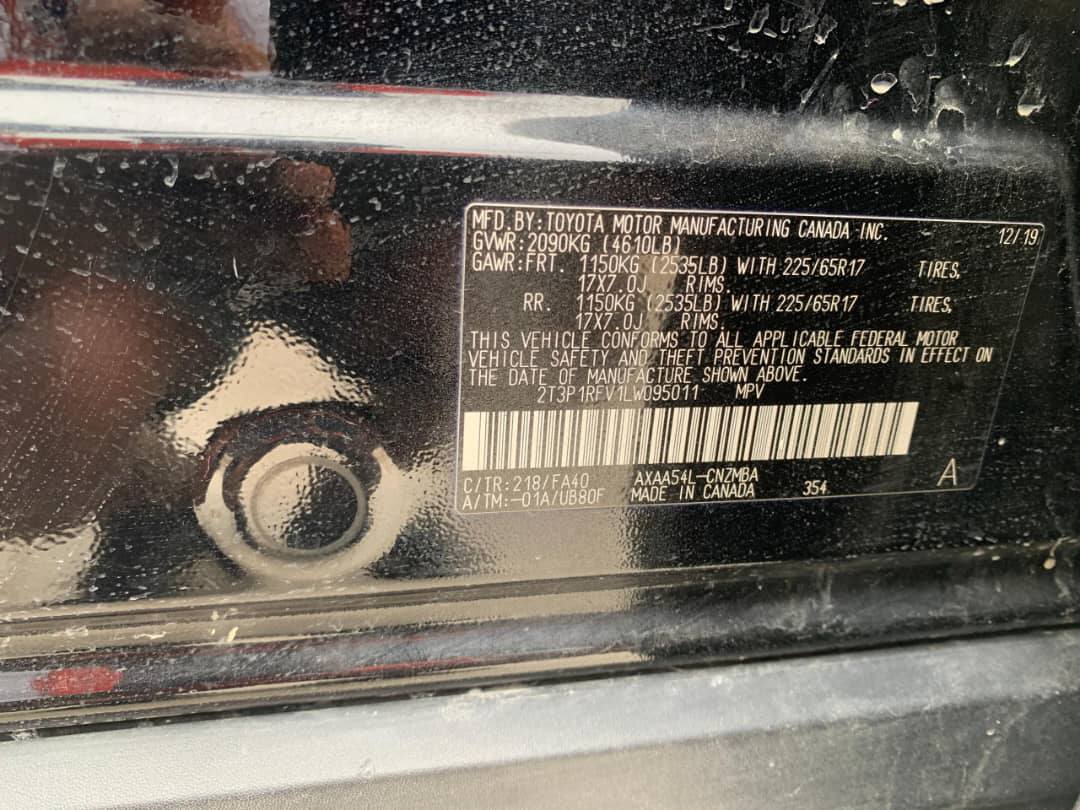 MFD.BY:TOYOTA MOTOR MANUFACTURING CANADA INC. 12/19
GVWR:2090KG (4610LB)
GAWR:FRT. 1150KG (2535LB) WITH 225/65R17 TIRES,
17X7.0J RIMS.
RR. 1150KG (2535LB) WITH 225/65R17 TIRES,
17X7.0J RIMS.
THIS VEHICLE CONFORMS TO ALL APPLICABLE FEDERAL MOTOR
VEHICLE SAFETY AND THEFT PREVENTION STANDARDS IN EFFECT ON
THE DATE OF MANUFACTURE SHOWN ABOVE.
2T3P1RFV1LW095011 MPV
C/TR:218/FA40 AXAA54L-CNZMBA
A/TM:-01A/UB80F MADE IN CANADA 354 A